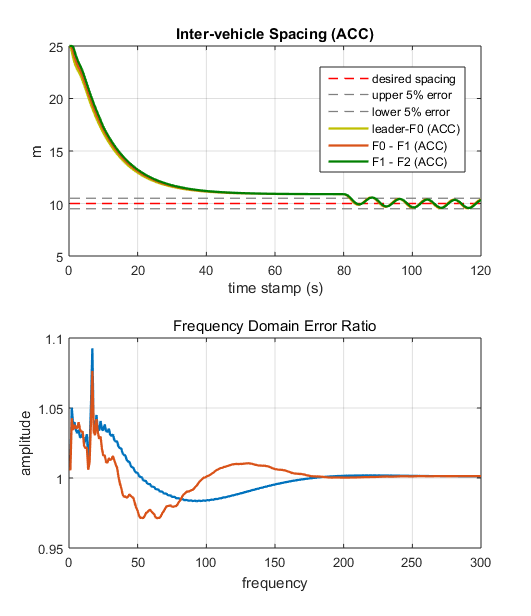 Inter-vehicle Spacing (ACC)
25
20
15
10
5
m
desired spacing
upper 5% error
lower 5% error
leader-F0 (ACC)
F0 - F1 (ACC)
F1 - F2 (ACC)
0 20 40 60 80 100 120
time stamp (s)
Frequency Domain Error Ratio
1.1
1.05
1
0.95
amplitude
0 50 100 150 200 250 300
frequency